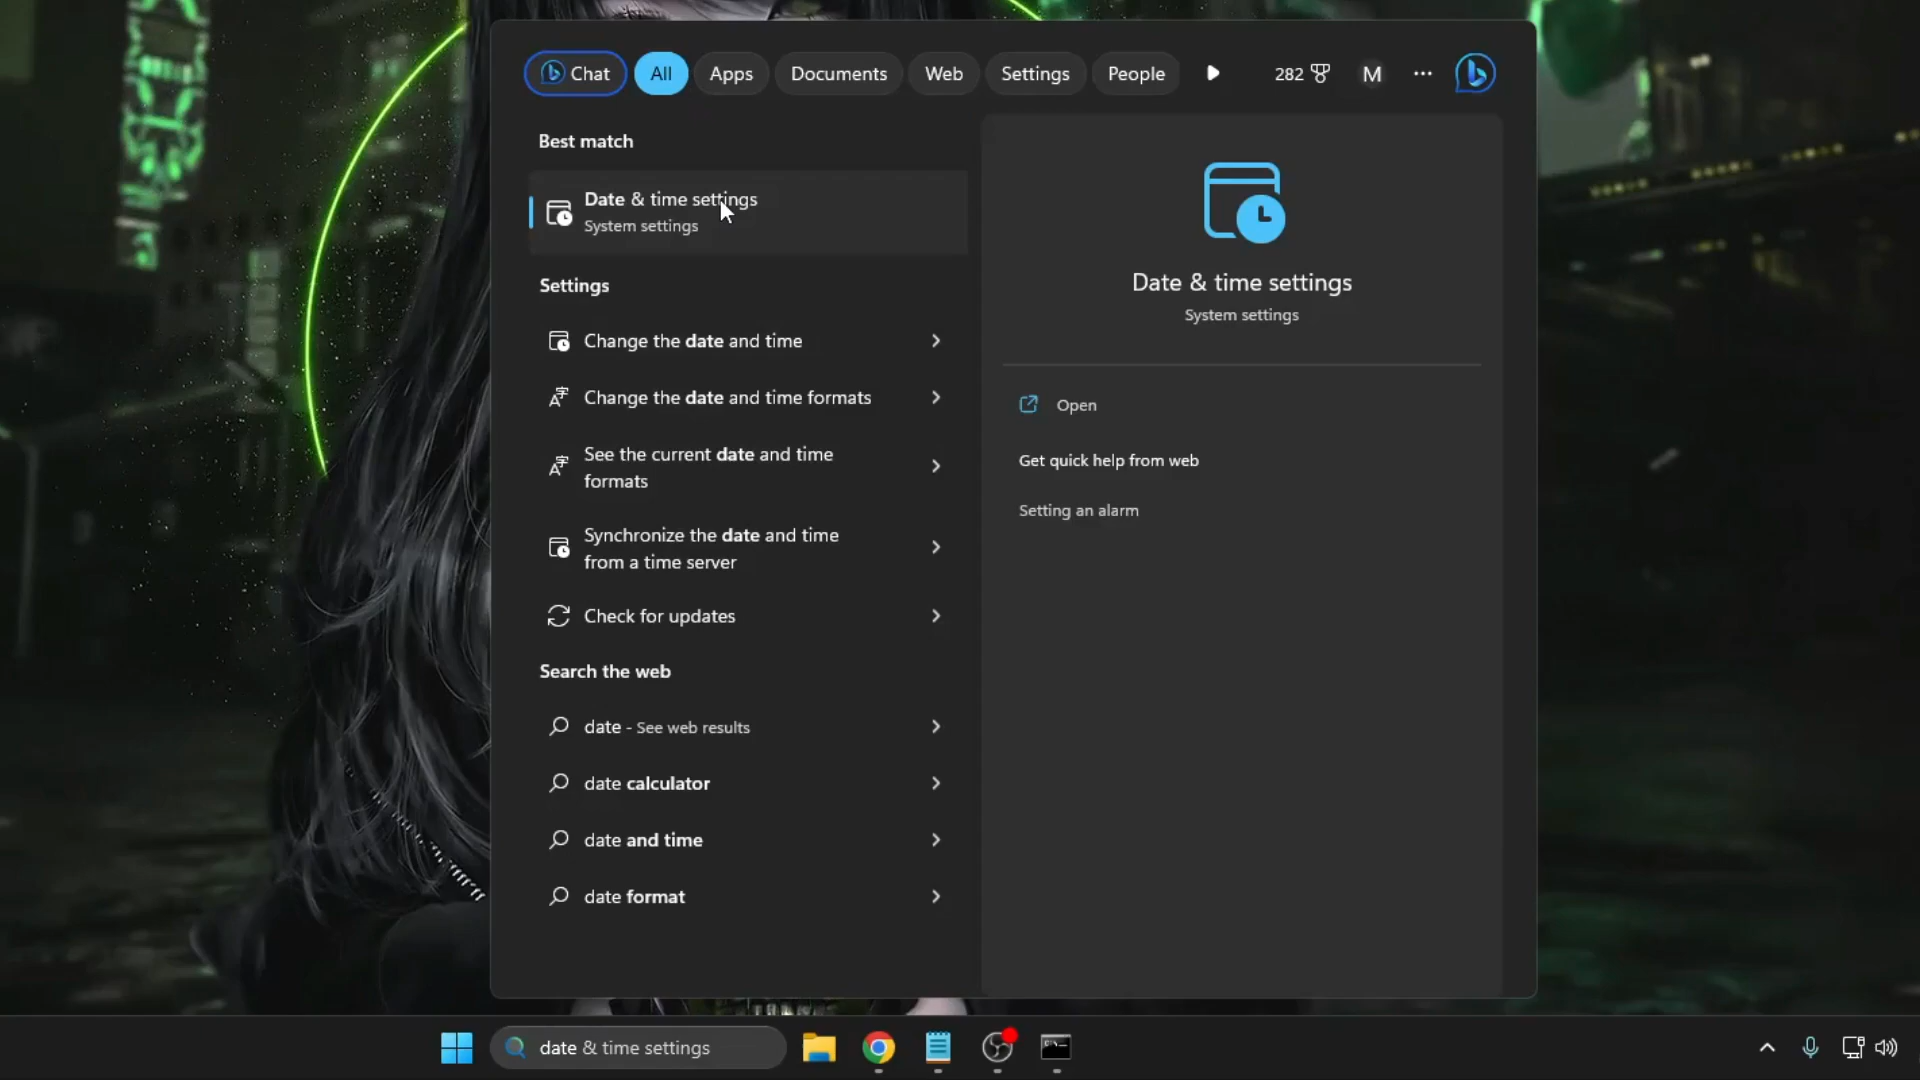 Chat All Apps Documents Web Settings People 282 M
Best match
Date & time settings
System settings
Settings
Change the date and time
Change the date and time formats
See the current date and time
formats
Synchronize the date and time
from a time server
Check for updates
Search the web
date - See web results
date calculator
date and time
date format
Date & time settings
System settings
Open
Get quick help from web
Setting an alarm
date & time settings